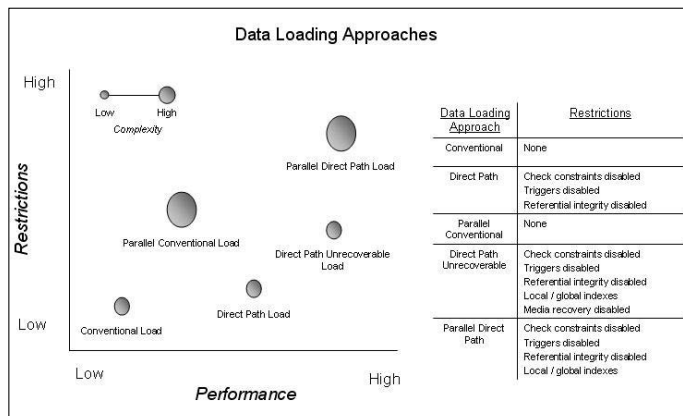 Data Loading Approaches
High
Low
High
Complexity
Parallel Direct Path Load
Restrictions
Parallel Conventional Load
Direct Path Unrecoverable
Load
Direct Path Load
Conventional Load
Low
Low
High
Performance
Data Loading
Approach
Restrictions
Conventional
None
Direct Path
Check constraints disabled
Triggers disabled
Referential integrity disabled
Parallel
Conventional
None
Direct Path
Unrecoverable
Check constraints disabled
Triggers disabled
Referential integrity disabled
Local / global indexes
Media recovery disabled
Parallel Direct
Path
Check constraints disabled
Triggers disabled
Referential integrity disabled
Local / global indexes